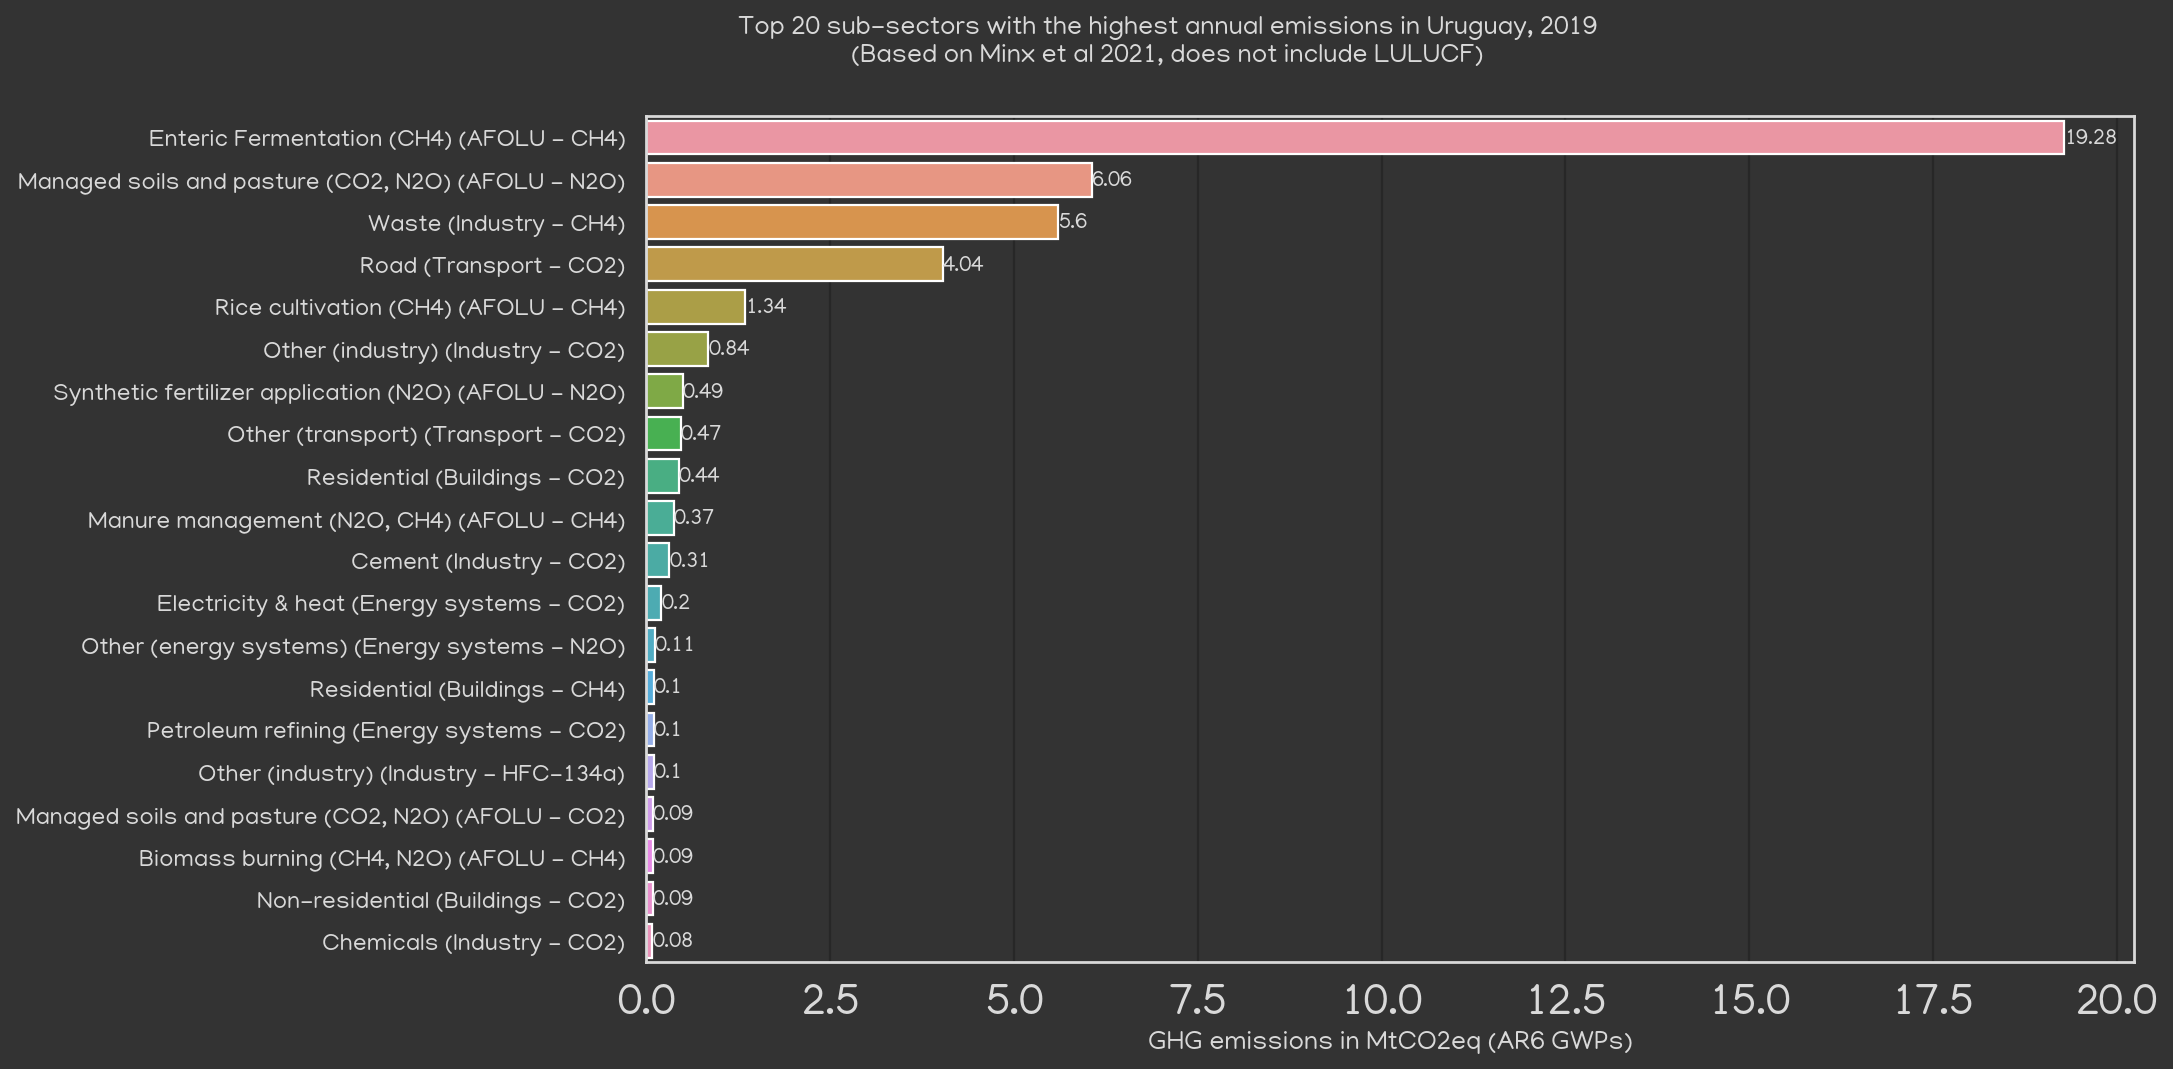 Top 20 sub-sectors with the highest annual emissions in Uruguay, 2019
(Based on Minx et al 2021, does not include LULUCF)
Enteric Fermentation (CH4) (AFOLU - CH4) 19.28
Managed soils and pasture (CO2, N2O) (AFOLU - N2O) 6.06
Waste (Industry - CH4) 5.6
Road (Transport - CO2) 4.04
Rice cultivation (CH4) (AFOLU - CH4) 1.34
Other (industry) (Industry - CO2) 0.84
Synthetic fertilizer application (N2O) (AFOLU - N2O) 0.49
Other (transport) (Transport - CO2) 0.47
Residential (Buildings - CO2) 0.44
Manure management (N2O, CH4) (AFOLU - CH4) 0.37
Cement (Industry - CO2) 0.31
Electricity & heat (Energy systems - CO2) 0.2
Other (energy systems) (Energy systems - N2O) 0.11
Residential (Buildings - CH4) 0.1
Petroleum refining (Energy systems - CO2) 0.1
Other (industry) (Industry - HFC-134a) 0.1
Managed soils and pasture (CO2, N2O) (AFOLU - CO2) 0.09
Biomass burning (CH4, N2O) (AFOLU - CH4) 0.09
Non-residential (Buildings - CO2) 0.09
Chemicals (Industry - CO2) 0.08
0.0 2.5 5.0 7.5 10.0 12.5 15.0 17.5 20.0
GHG emissions in MtCO2eq (AR6 GWPs)